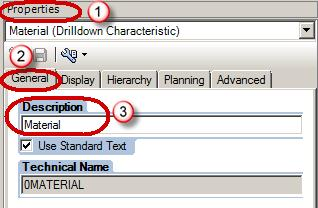 Properties
1
Material (Drilldown Characteristic)
2
General Display Hierarchy Planning Advanced
Description
3
Material
Use Standard Text
Technical Name
0MATERIAL